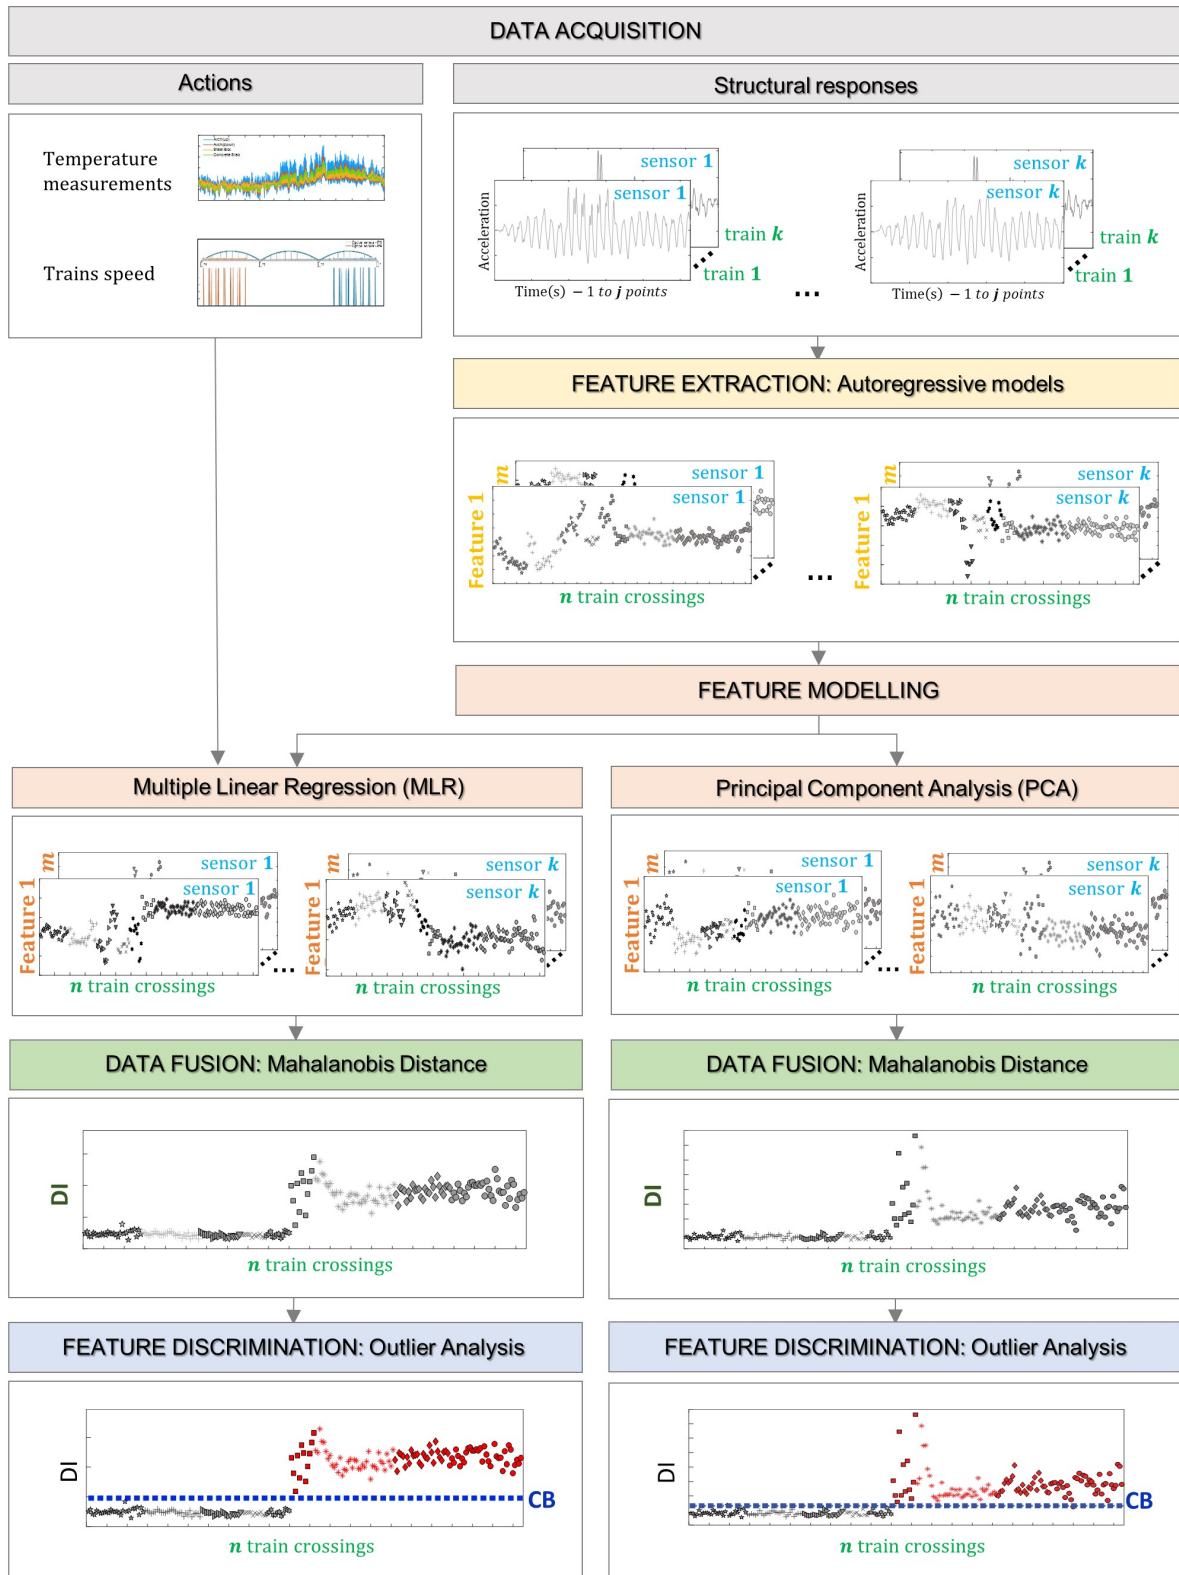 DATA ACQUISITION
Actions
Structural responses
Temperature
measurements
Trains speed
sensor 1
sensor 1
Acceleration
train k
train 1
Time(s) – 1 to j points
...
sensor k
sensor k
Acceleration
train k
train 1
Time(s) – 1 to j points
FEATURE EXTRACTION: Autoregressive models
Feature 1
m
sensor 1
sensor 1
n train crossings
...
Feature 1
m
sensor k
sensor k
n train crossings
FEATURE MODELLING
Multiple Linear Regression (MLR)
Principal Component Analysis (PCA)
Feature 1
m
sensor 1
sensor 1
n train crossings
...
Feature 1
m
sensor k
sensor k
n train crossings
Feature 1
m
sensor 1
sensor 1
n train crossings
...
Feature 1
m
sensor k
sensor k
n train crossings
DATA FUSION: Mahalanobis Distance
DATA FUSION: Mahalanobis Distance
DI
n train crossings
DI
n train crossings
FEATURE DISCRIMINATION: Outlier Analysis
FEATURE DISCRIMINATION: Outlier Analysis
DI
CB
n train crossings
DI
CB
n train crossings